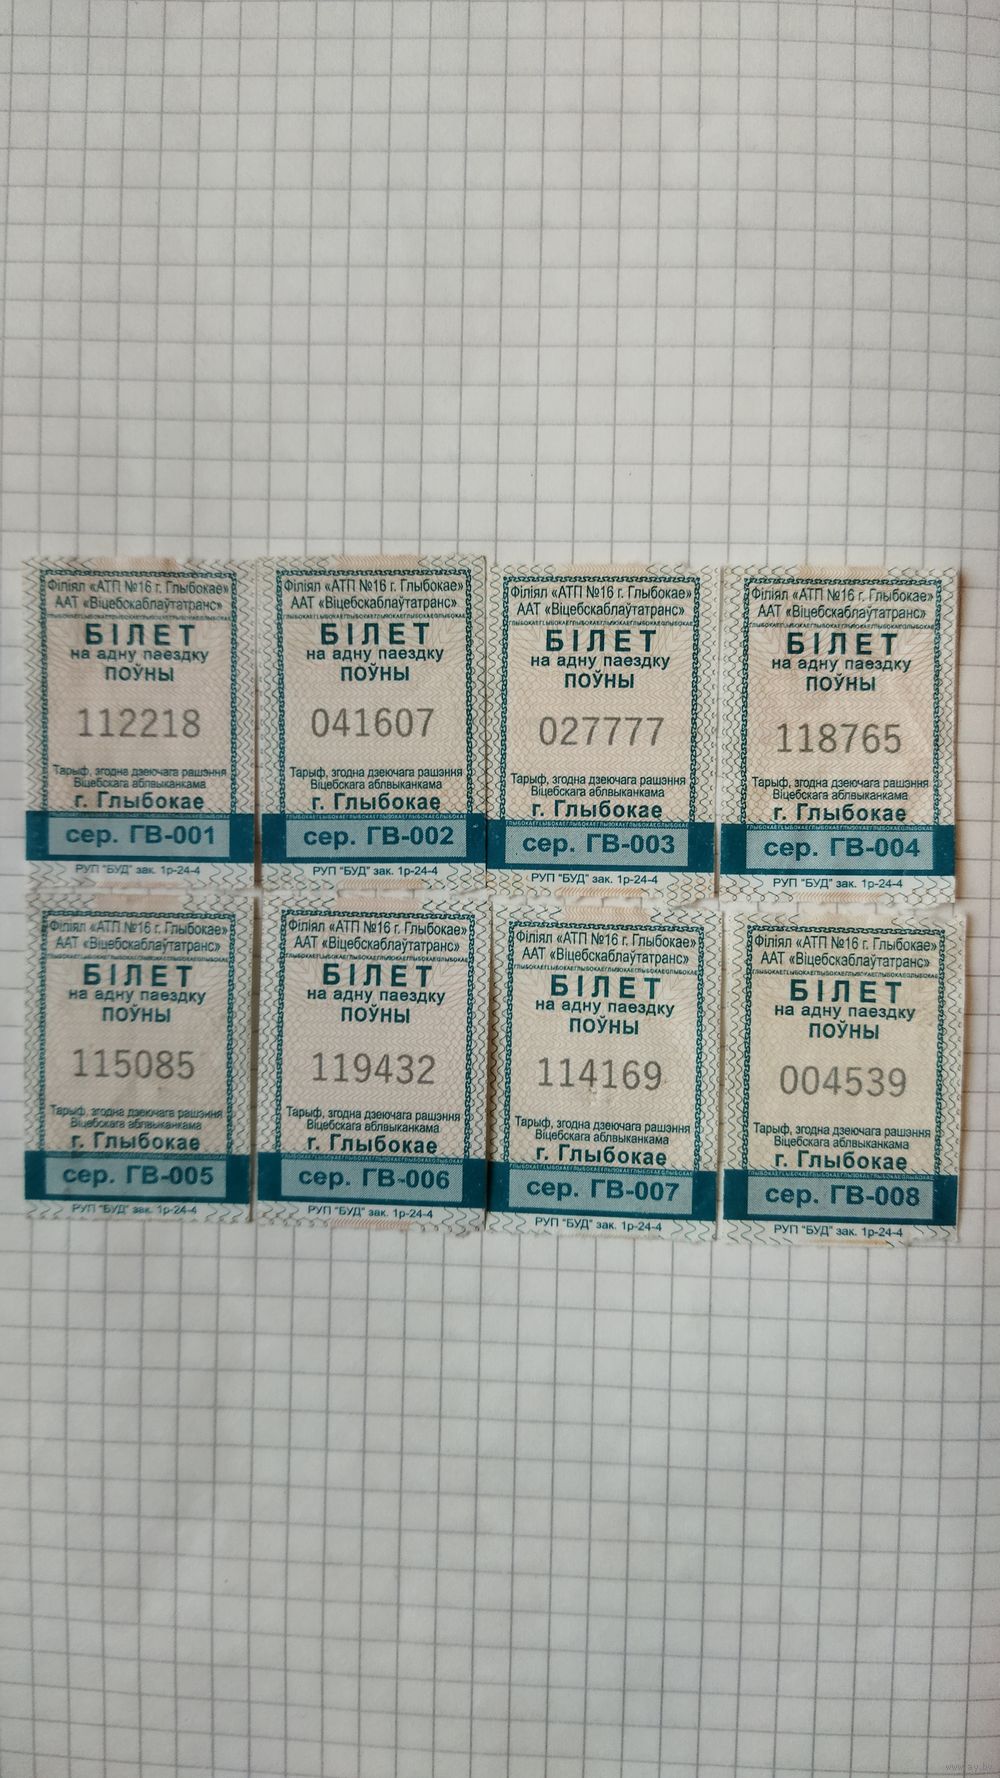 Філіял «АТП №16 г. Глыбокае»
ААТ «Віцебскаблаўтатранс»
БІЛЕТ
на адну паездку
ПОЎНЫ
112218
Тарыф, згодна дзеючага рашэння
Віцебскага аблвыканкама
г. Глыбокае
сер. ГВ-001
РУП "БУД" зак. 1р-24-4
Філіял «АТП №16 г. Глыбокае»
ААТ «Віцебскаблаўтатранс»
БІЛЕТ
на адну паездку
ПОЎНЫ
041607
Тарыф, згодна дзеючага рашэння
Віцебскага аблвыканкама
г. Глыбокае
сер. ГВ-002
РУП "БУД" зак. 1р-24-4
Філіял «АТП №16 г. Глыбокае»
ААТ «Віцебскаблаўтатранс»
БІЛЕТ
на адну паездку
ПОЎНЫ
027777
Тарыф, згодна дзеючага рашэння
Віцебскага аблвыканкама
г. Глыбокае
сер. ГВ-003
РУП "БУД" зак. 1р-24-4
Філіял «АТП №16 г. Глыбокае»
ААТ «Віцебскаблаўтатранс»
БІЛЕТ
на адну паездку
ПОЎНЫ
118765
Тарыф, згодна дзеючага рашэння
Віцебскага аблвыканкама
г. Глыбокае
сер. ГВ-004
РУП "БУД" зак. 1р-24-4
Філіял «АТП №16 г. Глыбокае»
ААТ «Віцебскаблаўтатранс»
БІЛЕТ
на адну паездку
ПОЎНЫ
115085
Тарыф, згодна дзеючага рашэння
Віцебскага аблвыканкама
г. Глыбокае
сер. ГВ-005
РУП "БУД" зак. 1р-24-4
Філіял «АТП №16 г. Глыбокае»
ААТ «Віцебскаблаўтатранс»
БІЛЕТ
на адну паездку
ПОЎНЫ
119432
Тарыф, згодна дзеючага рашэння
Віцебскага аблвыканкама
г. Глыбокае
сер. ГВ-006
РУП "БУД" зак. 1р-24-4
Філіял «АТП №16 г. Глыбокае»
ААТ «Віцебскаблаўтатранс»
БІЛЕТ
на адну паездку
ПОЎНЫ
114169
Тарыф, згодна дзеючага рашэння
Віцебскага аблвыканкама
г. Глыбокае
сер. ГВ-007
РУП "БУД" зак. 1р-24-4
Філіял «АТП №16 г. Глыбокае»
ААТ «Віцебскаблаўтатранс»
БІЛЕТ
на адну паездку
ПОЎНЫ
004539
Тарыф, згодна дзеючага рашэння
Віцебскага аблвыканкама
г. Глыбокае
сер. ГВ-008
РУП "БУД" зак. 1р-24-4
www.ay.by